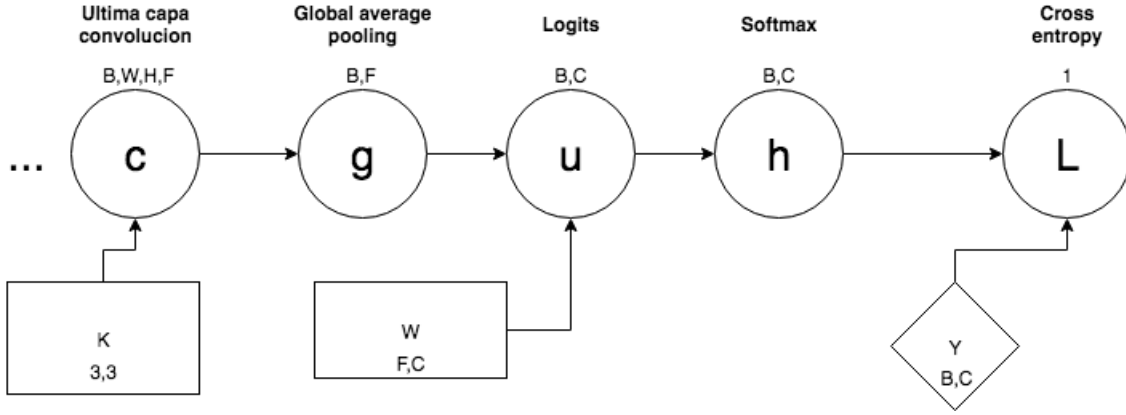 Ultima capa
convolucion
Global average
pooling
Logits
Softmax
Cross
entropy
B,W,H,F
B,F
B,C
B,C
1
...
c
g
u
h
L
K
3,3
W
F,C
Y
B,C